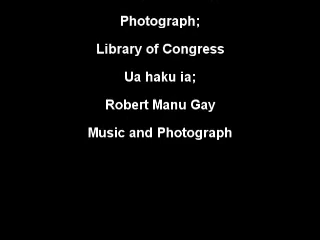 Photograph;
Library of Congress
Ua haku ia;
Robert Manu Gay
Music and Photograph